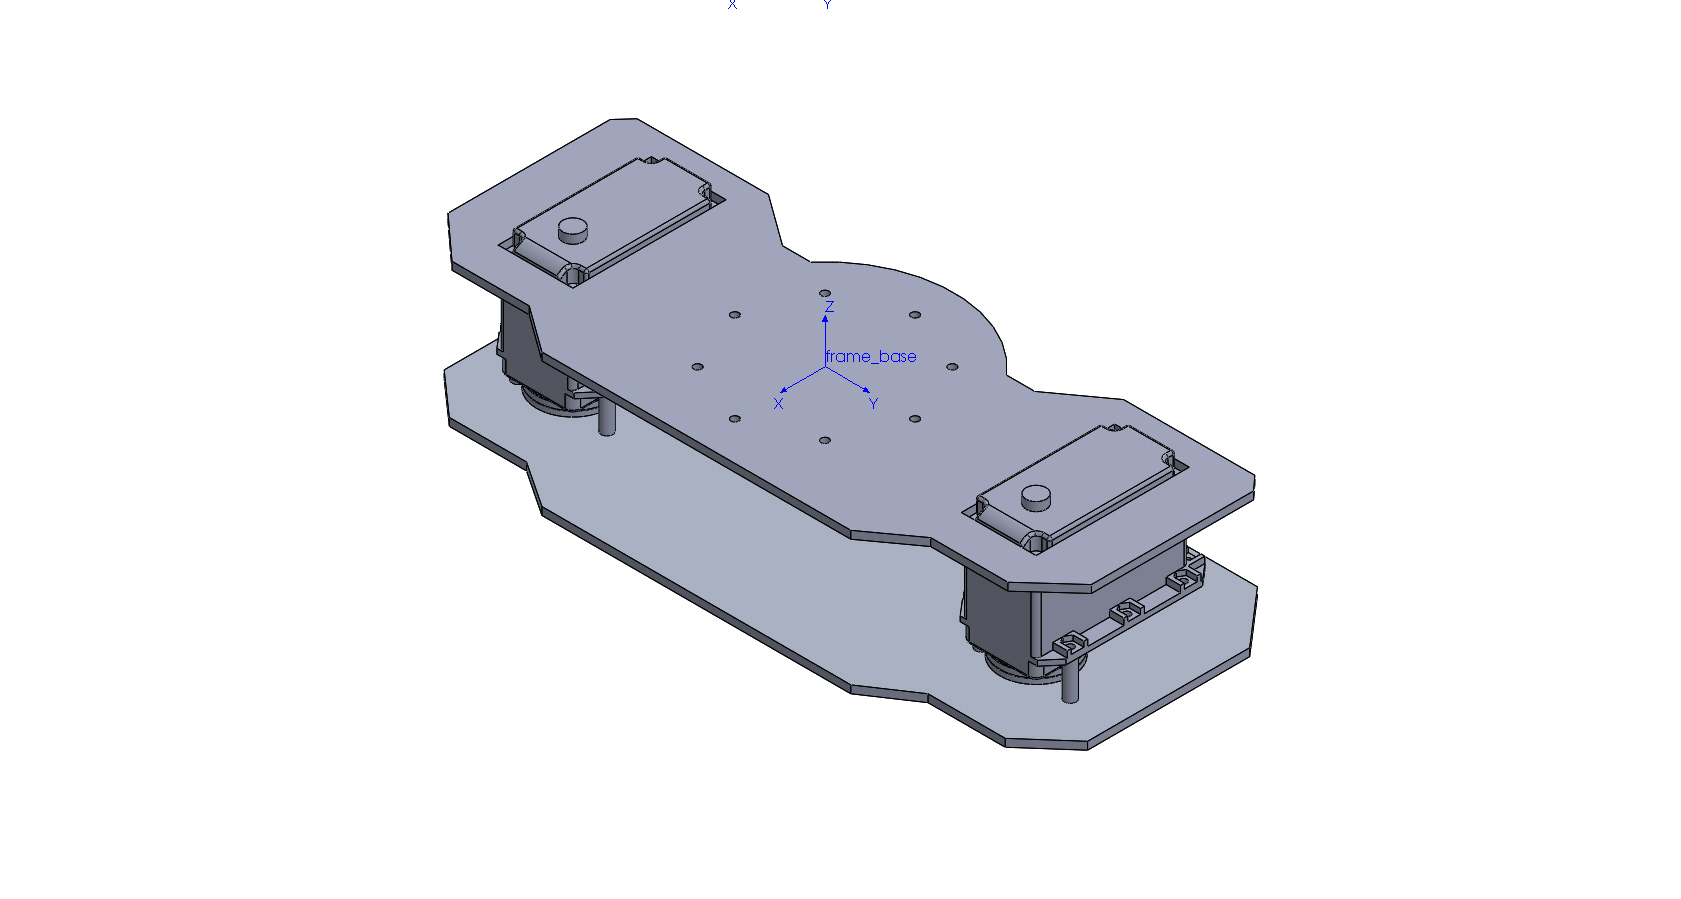 X Y
Z
frame_base
X Y